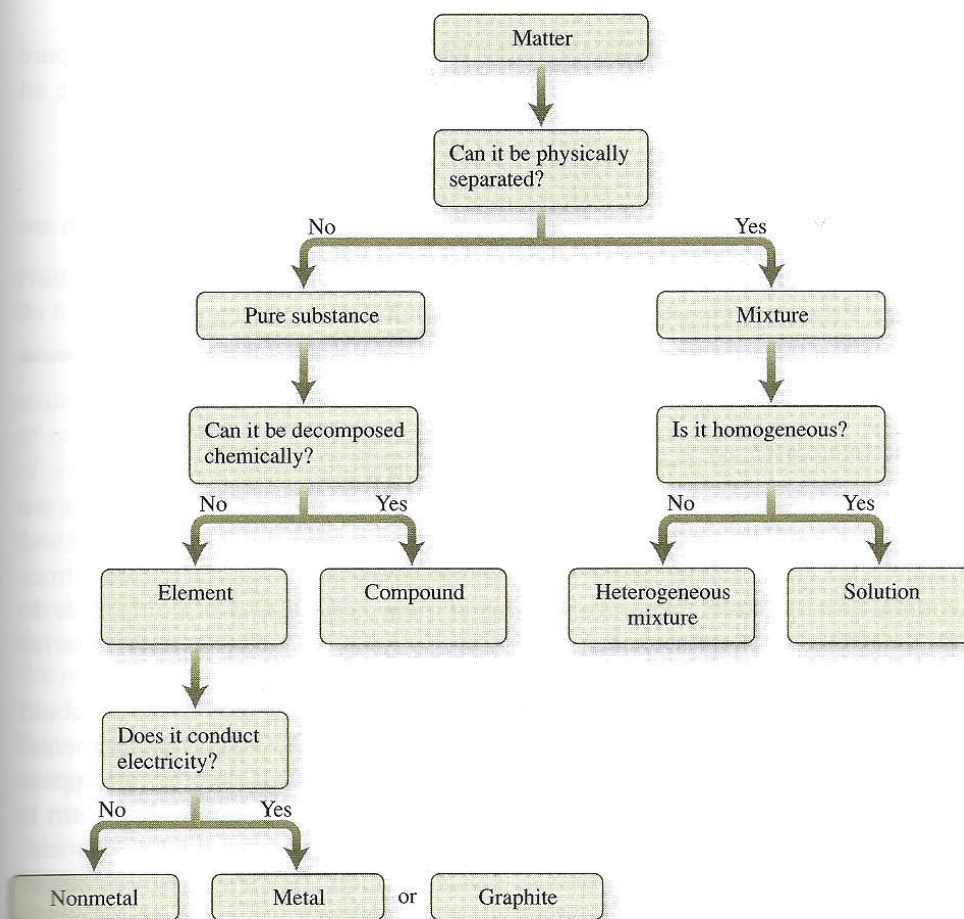 Matter
Can it be physically
separated?
No
Yes
Pure substance
Mixture
Can it be decomposed
chemically?
Is it homogeneous?
No
Yes
No
Yes
Element
Compound
Heterogeneous
mixture
Solution
Does it conduct
electricity?
No
Yes
Nonmetal
Metal
or
Graphite